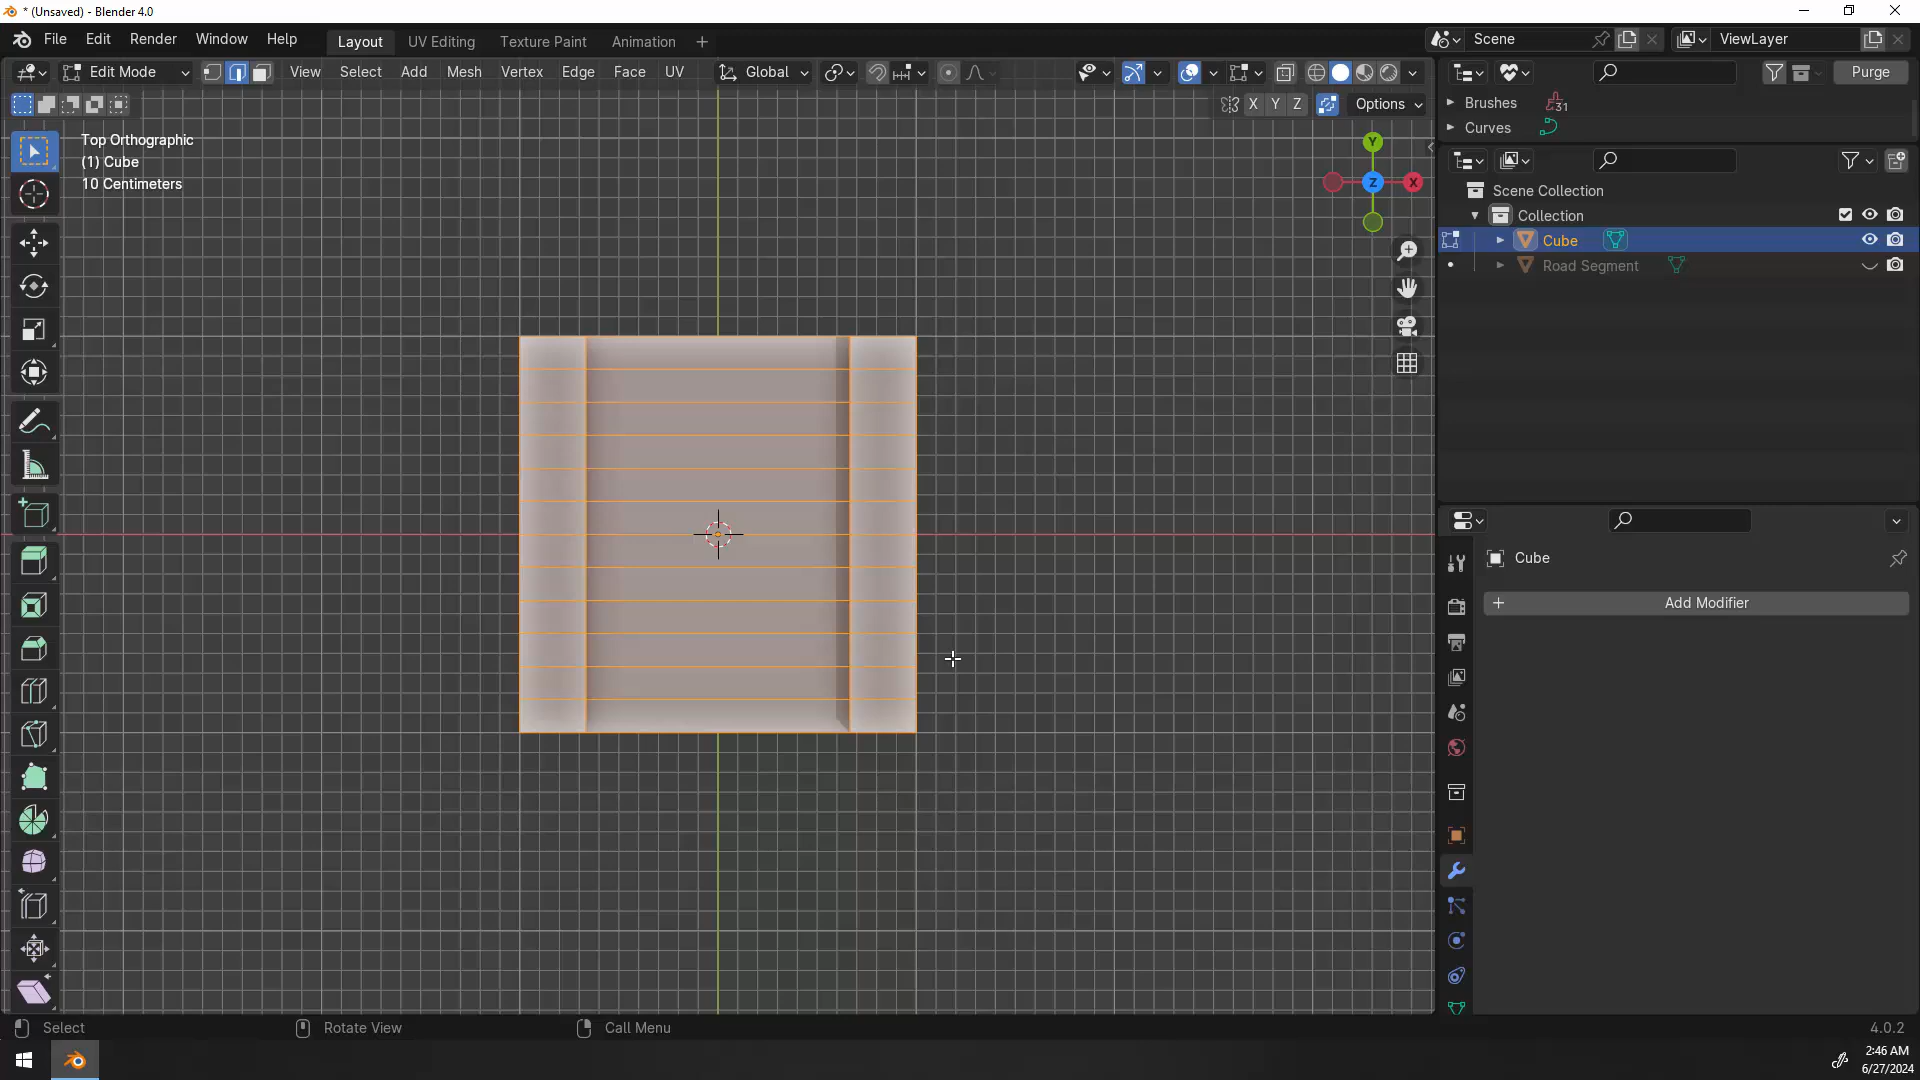 * (Unsaved) - Blender 4.0
File Edit Render Window Help Layout UV Editing Texture Paint Animation + Scene ViewLayer
Edit Mode View Select Add Mesh Vertex Edge Face UV Global Purge
X Y Z Options
Brushes 31
Curves
Top Orthographic
(1) Cube
10 Centimeters
Y
Z
X
Scene Collection
Collection
Cube
Road Segment
Cube
+ Add Modifier
Select Rotate View Call Menu 4.0.2
2:46 AM
6/27/2024